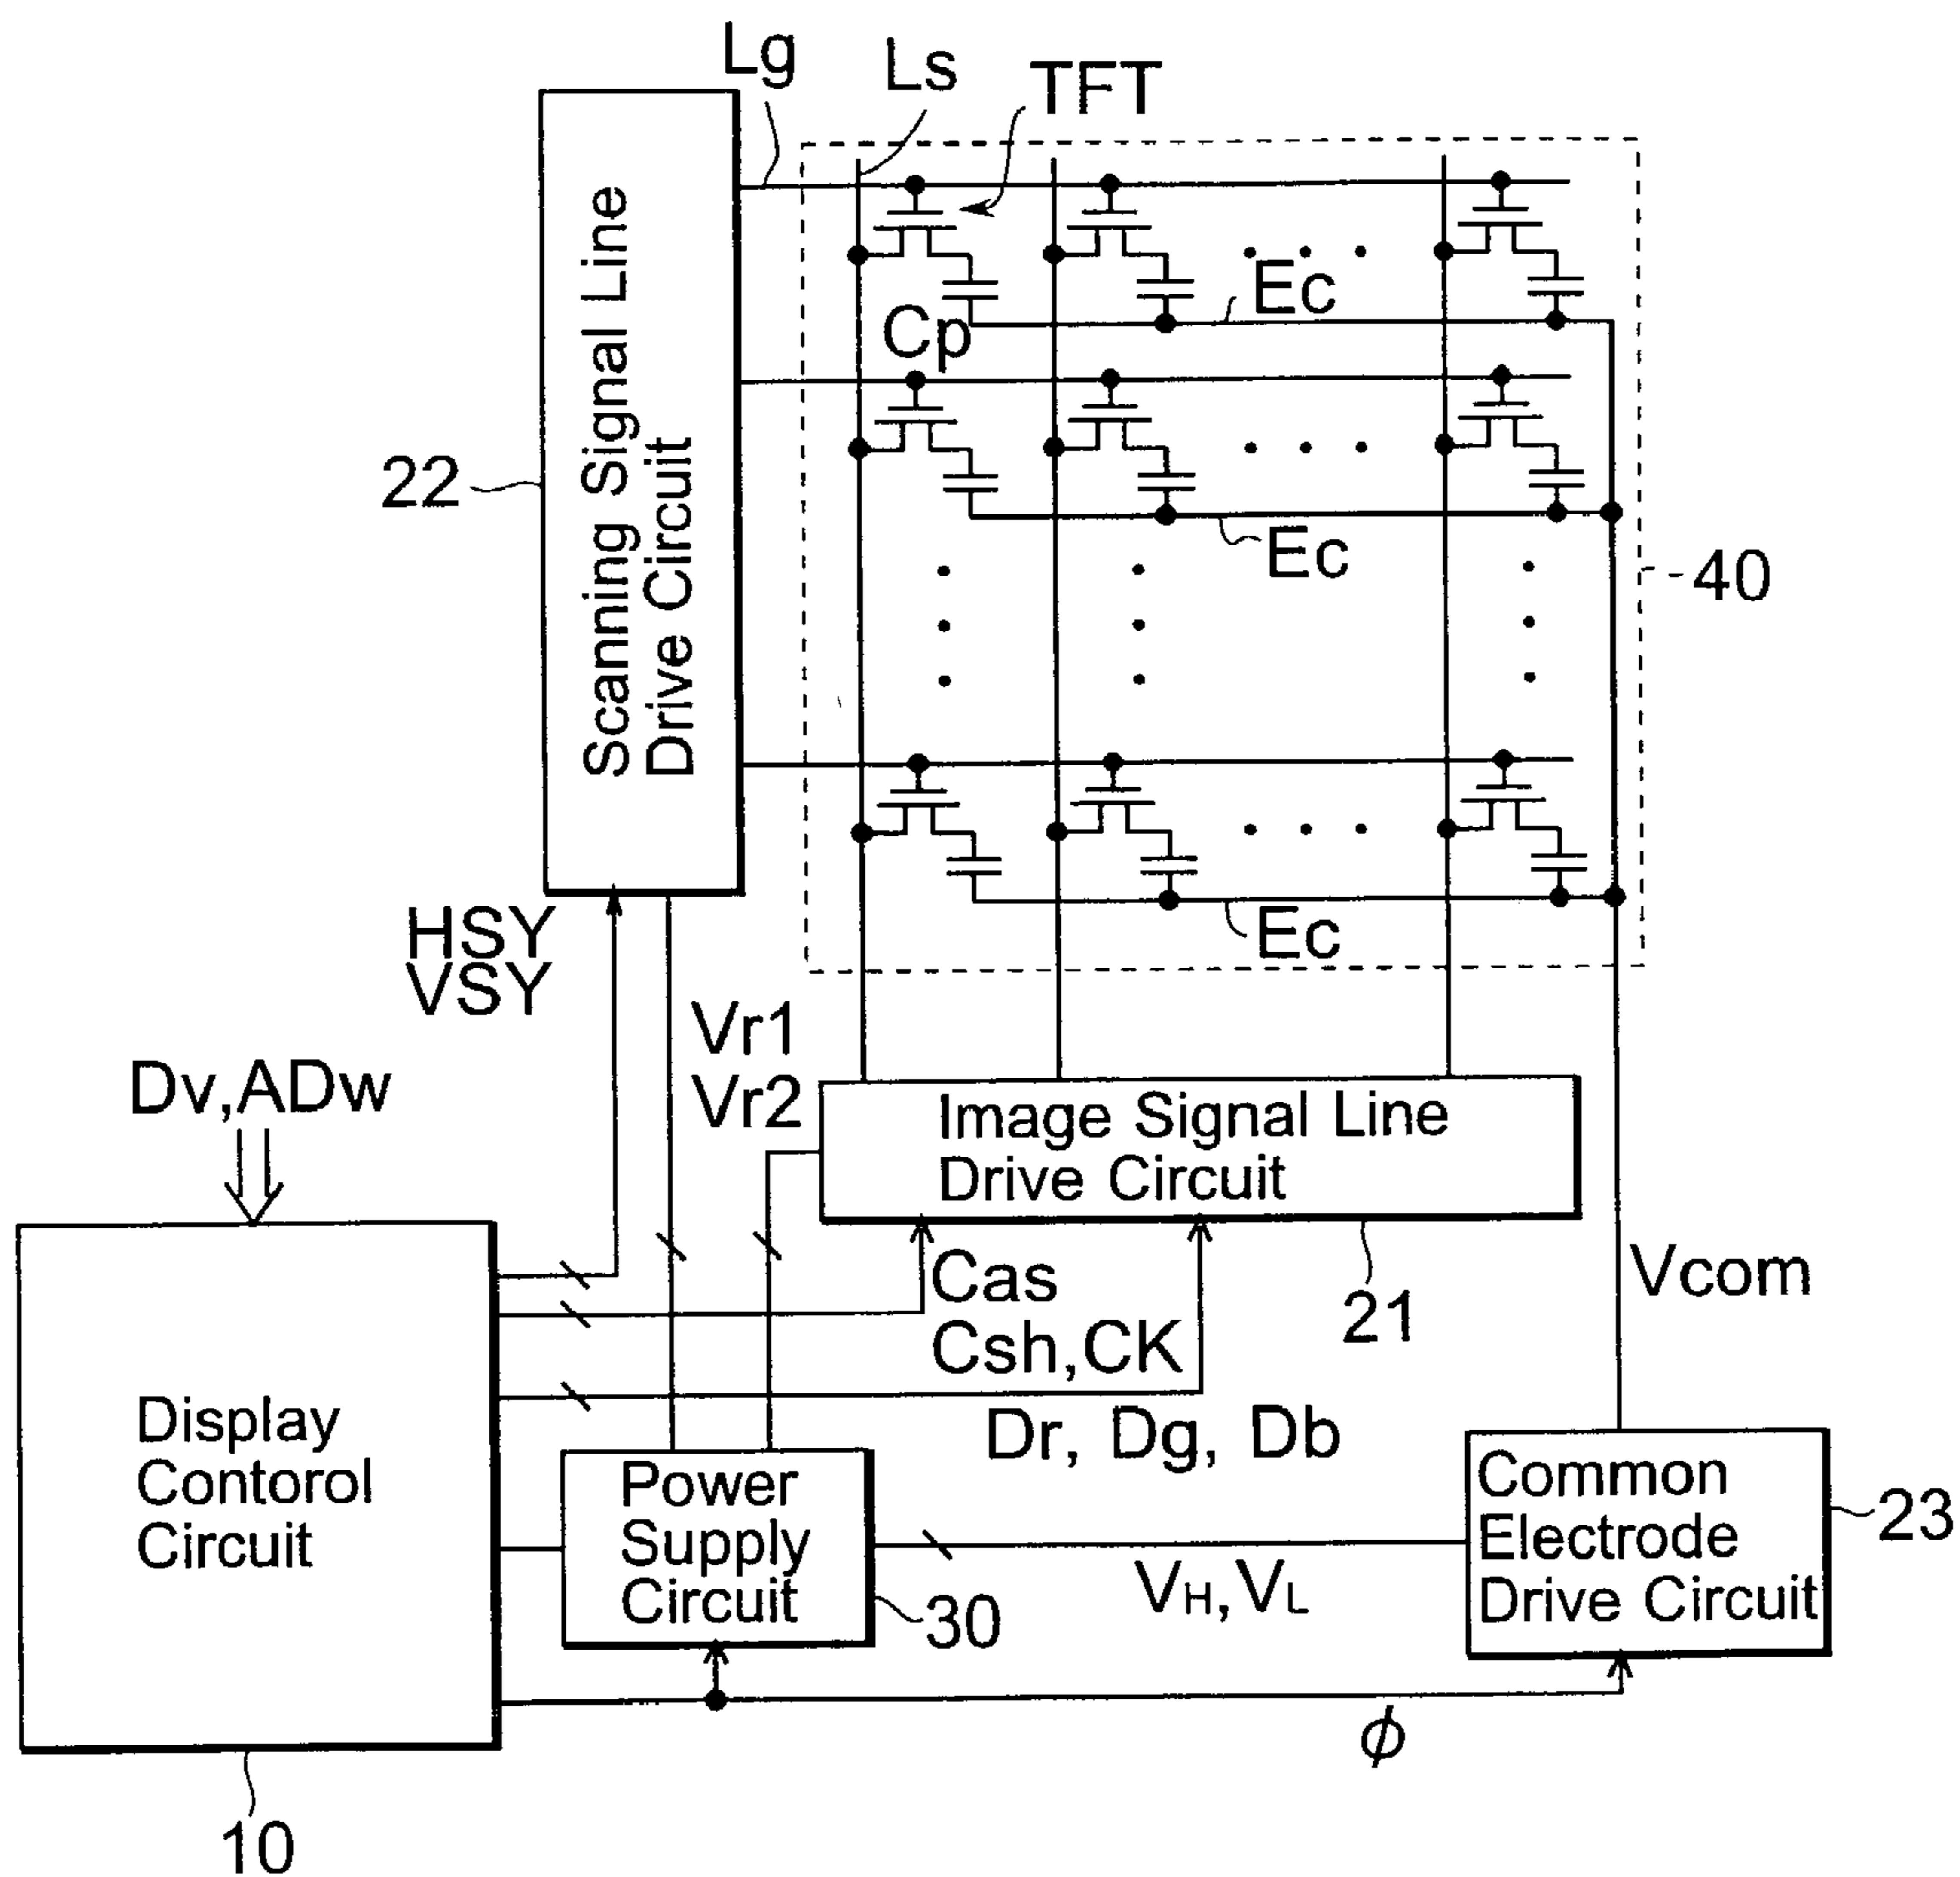 Lg
Ls
TFT
Scanning Signal Line
Drive Circuit
22
Cp
Ec
Ec
40
Ec
HSY
VSY
Vr1
Vr2
Dv,ADw
Image Signal Line
Drive Circuit
21
Cas
Csh,CK
Dr, Dg, Db
Vcom
Display
Contorol
Circuit
10
Power
Supply
Circuit
30
VH,VL
Common
Electrode
Drive Circuit
23
ϕ